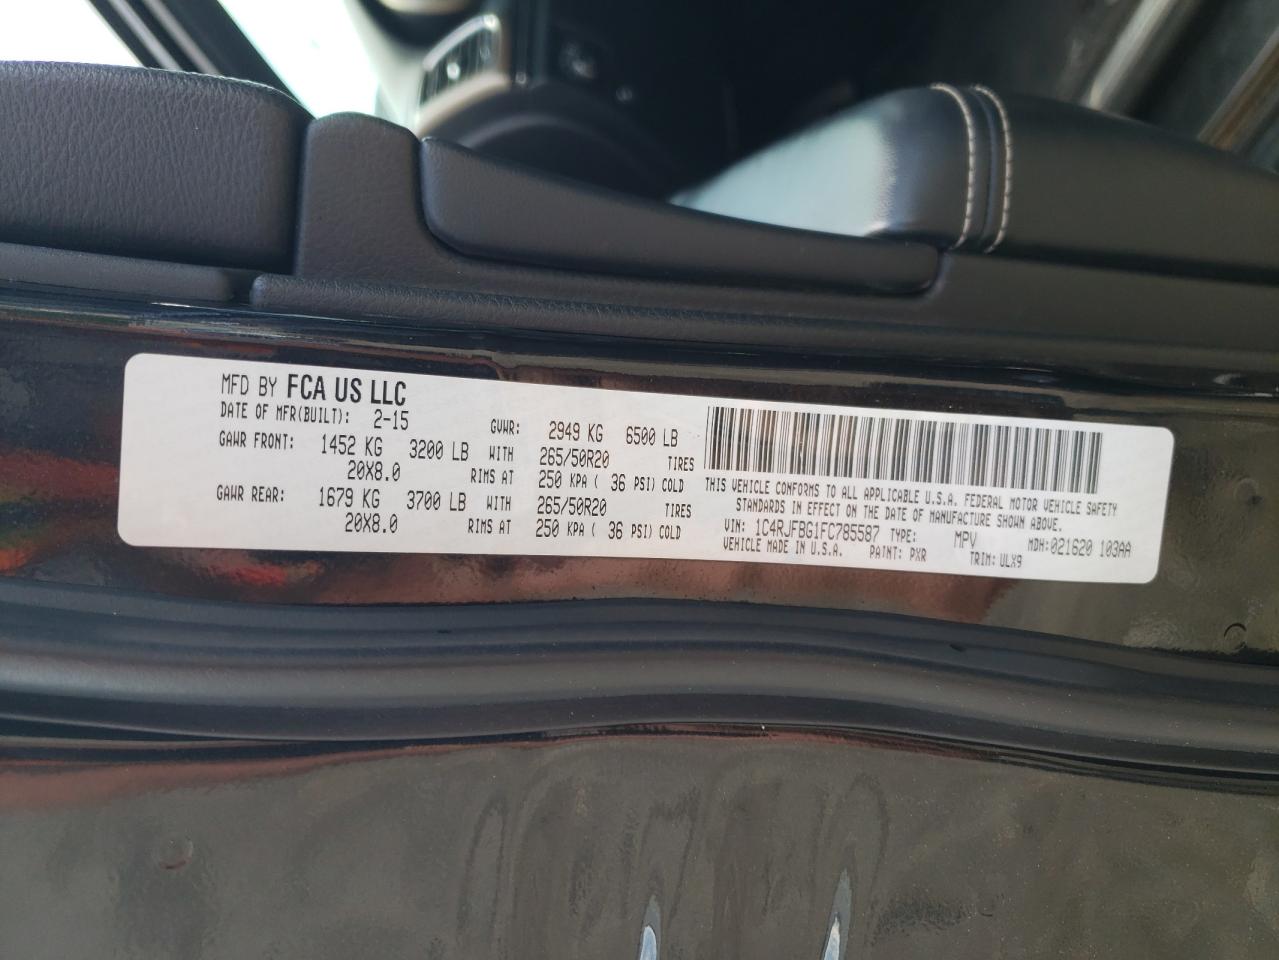 MFD BY FCA US LLC
DATE OF MFR(BUILT): 2-15 GVWR: 2949 KG 6500 LB
GAWR FRONT: 1452 KG 3200 LB WITH 265/50R20 TIRES
20X8.0 RIMS AT 250 KPA ( 36 PSI) COLD
GAWR REAR: 1679 KG 3700 LB WITH 265/50R20 TIRES
20X8.0 RIMS AT 250 KPA ( 36 PSI) COLD
THIS VEHICLE CONFORMS TO ALL APPLICABLE U.S.A. FEDERAL MOTOR VEHICLE SAFETY
STANDARDS IN EFFECT ON THE DATE OF MANUFACTURE SHOWN ABOVE.
VIN: 1C4RJFBG1FC785587 TYPE: MPV MDH:021620 103AA
VEHICLE MADE IN U.S.A. PAINT: PXR TRIM: ULX9